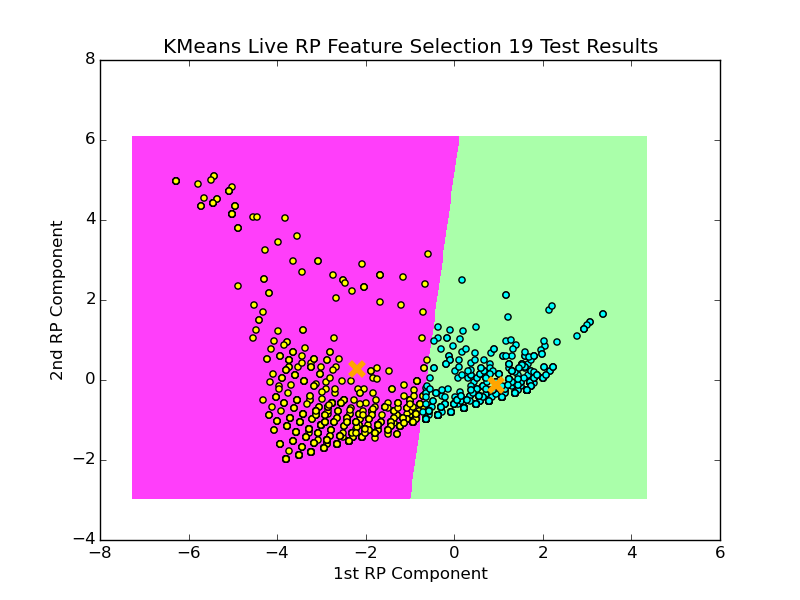 KMeans Live RP Feature Selection 19 Test Results
8
6
4
2
0
−2
−4
2nd RP Component
−8 −6 −4 −2 0 2 4 6
1st RP Component